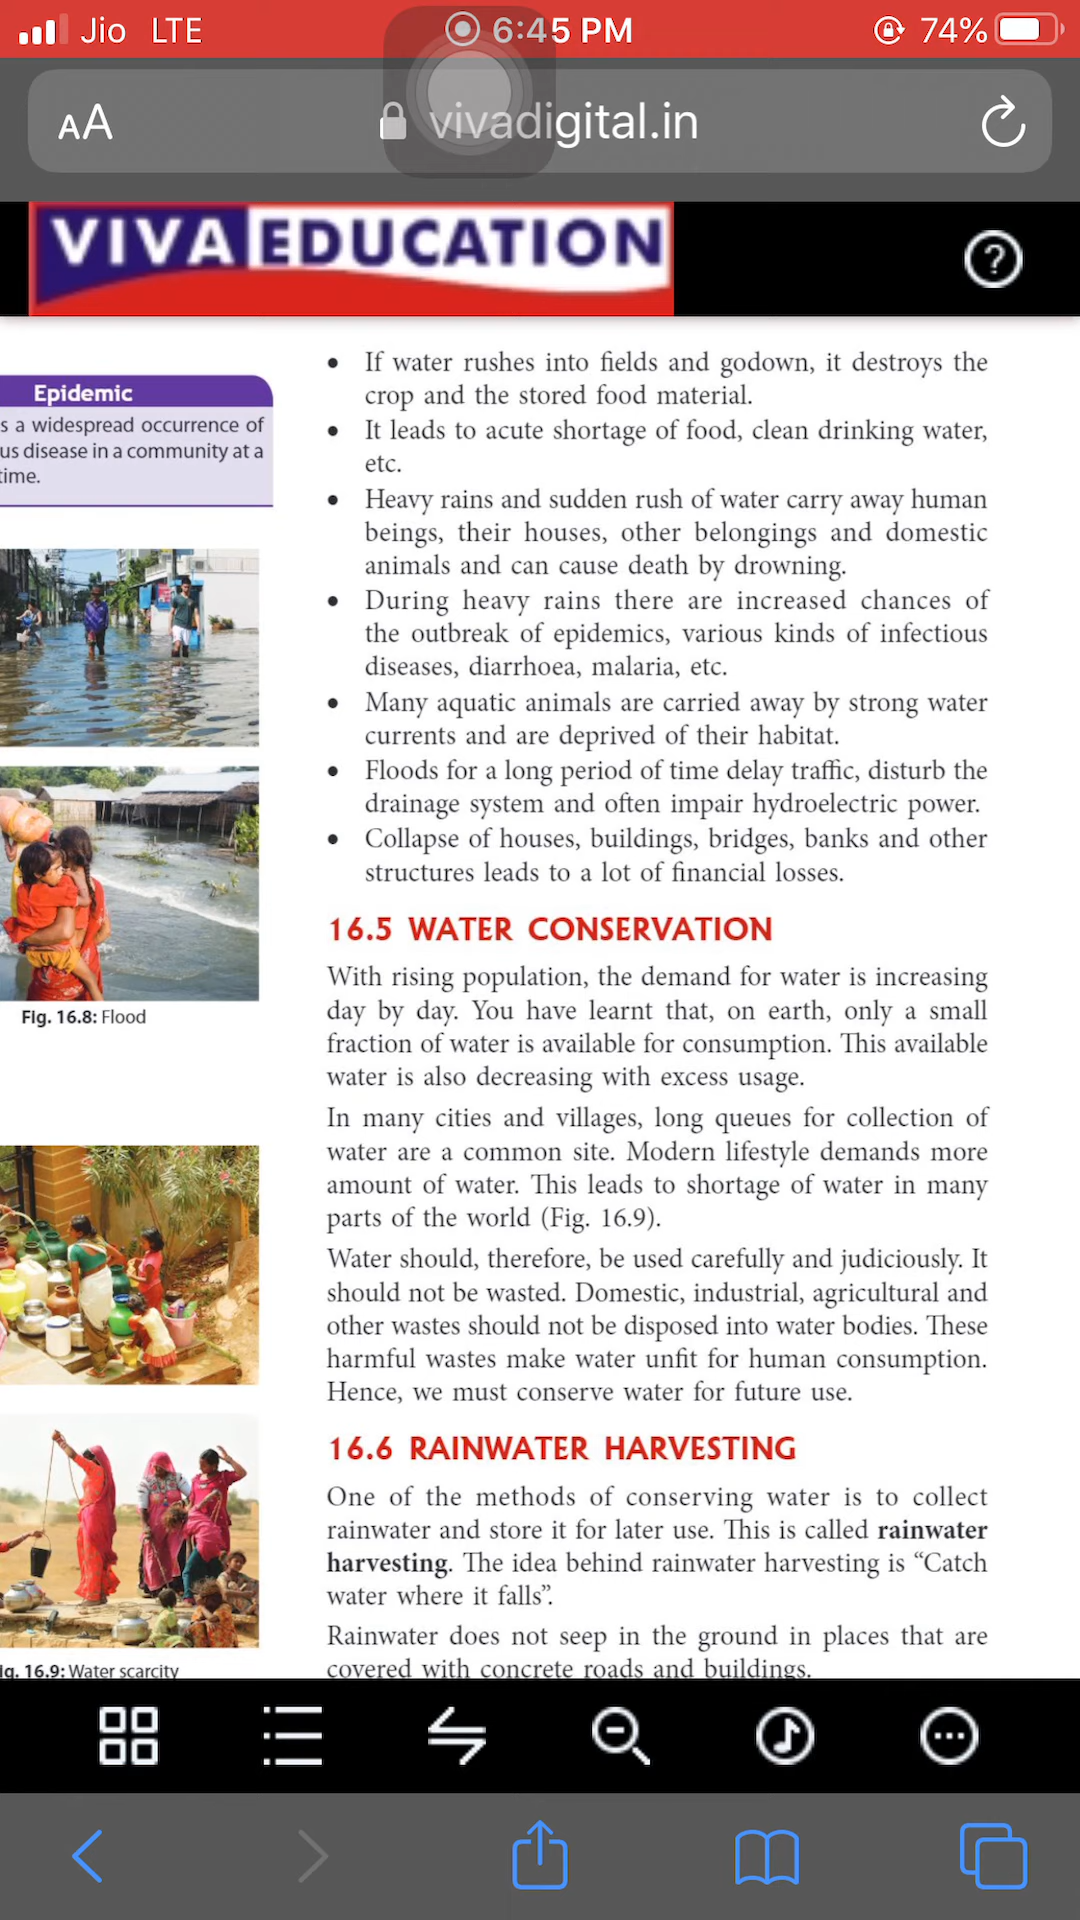 Jio LTE
6:45 PM
74%
AA
vivadigital.in
VIVA EDUCATION
?
Epidemic
s a widespread occurrence of
us disease in a community at a
time.
Fig. 16.8: Flood
ig. 16.9: Water scarcity
• If water rushes into fields and godown, it destroys the
crop and the stored food material.
• It leads to acute shortage of food, clean drinking water,
etc.
• Heavy rains and sudden rush of water carry away human
beings, their houses, other belongings and domestic
animals and can cause death by drowning.
• During heavy rains there are increased chances of
the outbreak of epidemics, various kinds of infectious
diseases, diarrhoea, malaria, etc.
• Many aquatic animals are carried away by strong water
currents and are deprived of their habitat.
• Floods for a long period of time delay traffic, disturb the
drainage system and often impair hydroelectric power.
• Collapse of houses, buildings, bridges, banks and other
structures leads to a lot of financial losses.
16.5 WATER CONSERVATION
With rising population, the demand for water is increasing
day by day. You have learnt that, on earth, only a small
fraction of water is available for consumption. This available
water is also decreasing with excess usage.
In many cities and villages, long queues for collection of
water are a common site. Modern lifestyle demands more
amount of water. This leads to shortage of water in many
parts of the world (Fig. 16.9).
Water should, therefore, be used carefully and judiciously. It
should not be wasted. Domestic, industrial, agricultural and
other wastes should not be disposed into water bodies. These
harmful wastes make water unfit for human consumption.
Hence, we must conserve water for future use.
16.6 RAINWATER HARVESTING
One of the methods of conserving water is to collect
rainwater and store it for later use. This is called rainwater
harvesting. The idea behind rainwater harvesting is “Catch
water where it falls”.
Rainwater does not seep in the ground in places that are
covered with concrete roads and buildings.